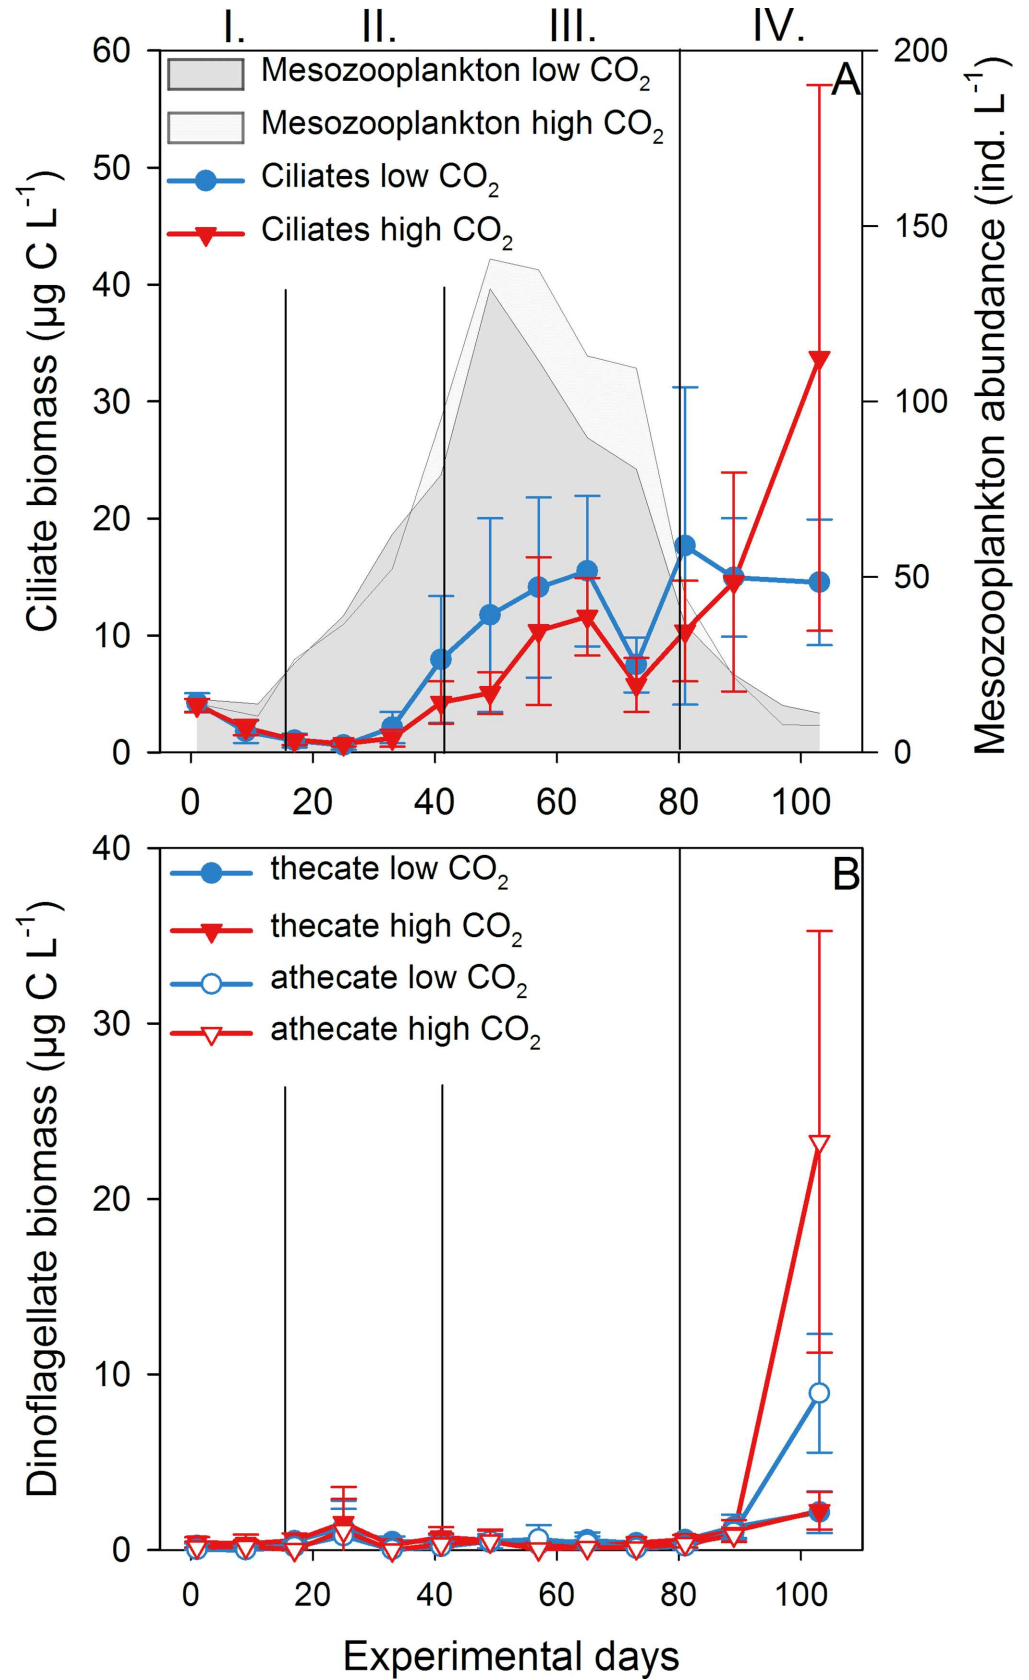 I. II. III. IV.
A
Mesozooplankton low CO₂
Mesozooplankton high CO₂
Ciliates low CO₂
Ciliates high CO₂
Ciliate biomass (µg C L⁻¹)
60
50
40
30
20
10
0
Mesozooplankton abundance (ind. L⁻¹)
200
150
100
50
0
0 20 40 60 80 100
B
thecate low CO₂
thecate high CO₂
athecate low CO₂
athecate high CO₂
Dinoflagellate biomass (µg C L⁻¹)
40
30
20
10
0
0 20 40 60 80 100
Experimental days